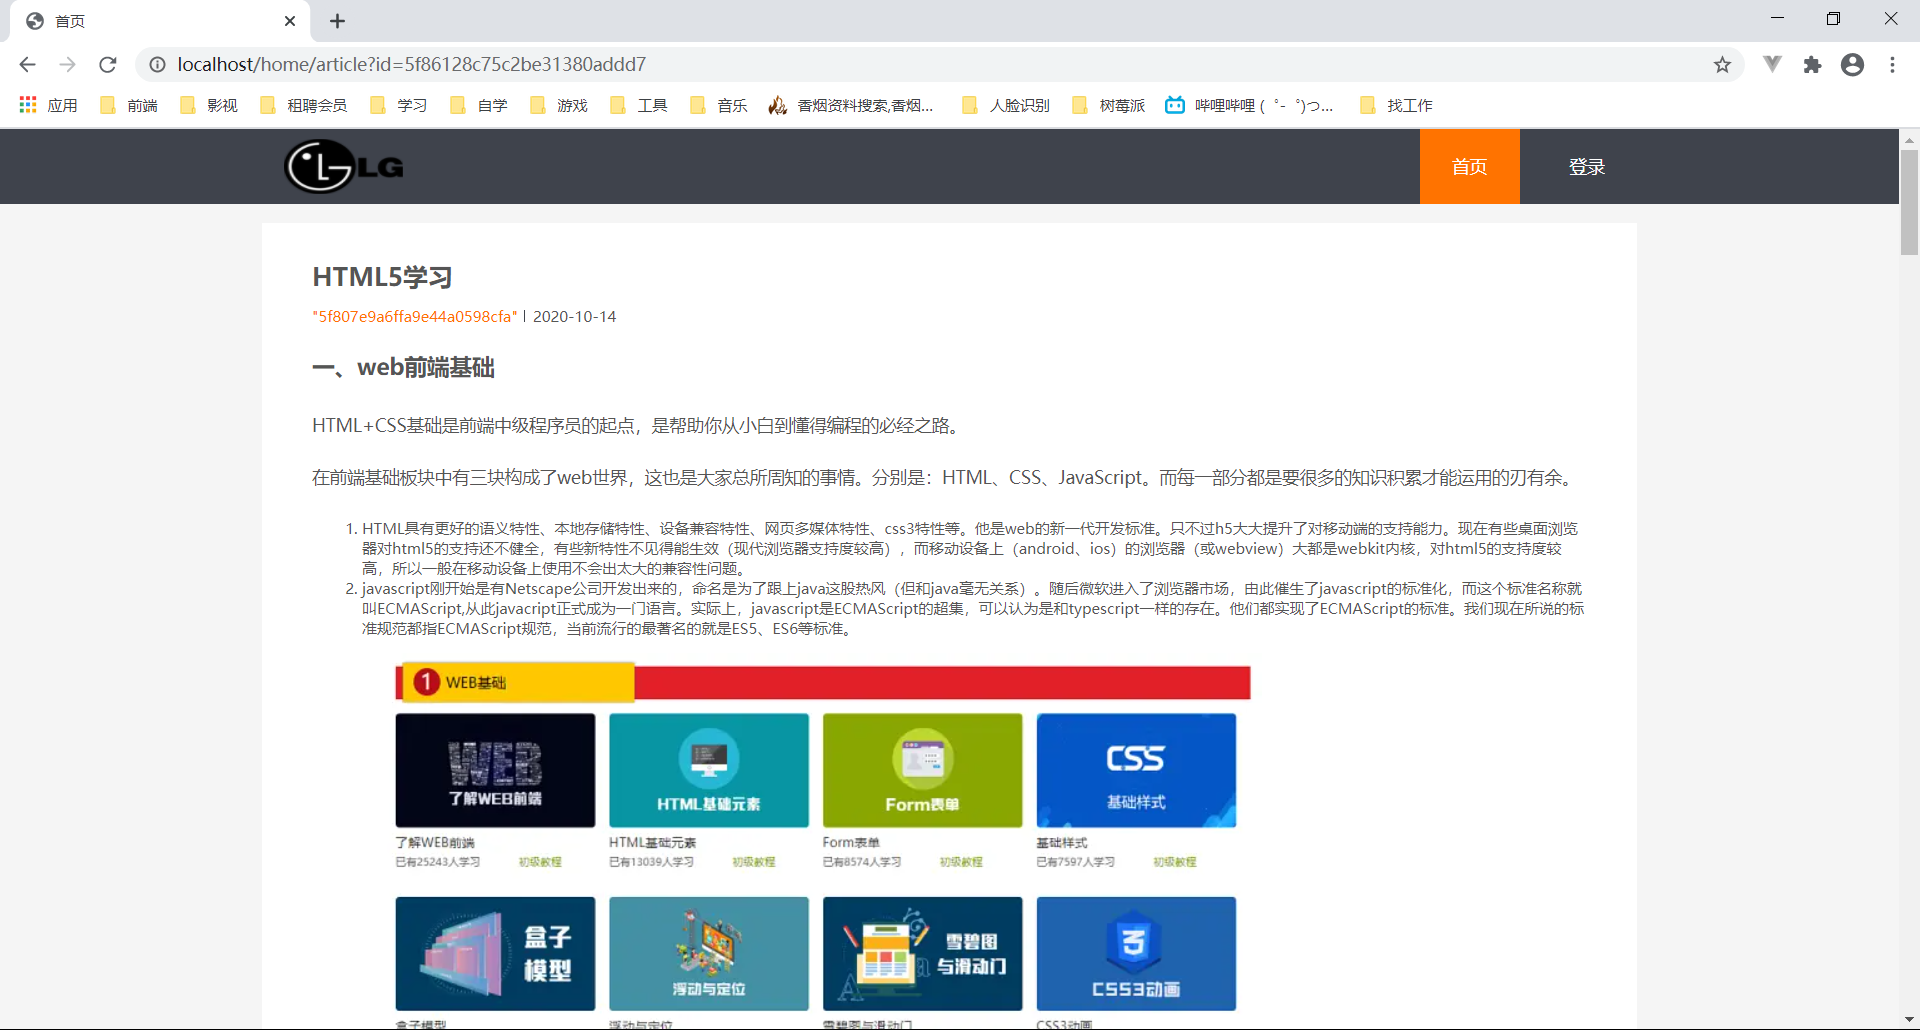 首页
localhost/home/article?id=5f86128c75c2be31380addd7
应用 前端 影视 租聘会员 学习 自学 游戏 工具 音乐 香烟资料搜索,香烟... 人脸识别 树莓派 哔哩哔哩 ( ゜- ゜)つ... 找工作
LG LG 首页 登录
HTML5学习
"5f807e9a6ffa9e44a0598cfa" | 2020-10-14
一、web前端基础
HTML+CSS基础是前端中级程序员的起点，是帮助你从小白到懂得编程的必经之路。
在前端基础板块中有三块构成了web世界，这也是大家总所周知的事情。分别是：HTML、CSS、JavaScript。而每一部分都是要很多的知识积累才能运用的刃有余。
1. HTML具有更好的语义特性、本地存储特性、设备兼容特性、网页多媒体特性、css3特性等。他是web的新一代开发标准。只不过h5大大提升了对移动端的支持能力。现在有些桌面浏览
器对html5的支持还不健全，有些新特性不见得能生效（现代浏览器支持度较高），而移动设备上（android、ios）的浏览器（或webview）大都是webkit内核，对html5的支持度较
高，所以一般在移动设备上使用不会出太大的兼容性问题。
2. javascript刚开始是有Netscape公司开发出来的，命名是为了跟上java这股热风（但和java毫无关系）。随后微软进入了浏览器市场，由此催生了javascript的标准化，而这个标准名称就
叫ECMAScript,从此javacript正式成为一门语言。实际上，javascript是ECMAScript的超集，可以认为是和typescript一样的存在。他们都实现了ECMAScript的标准。我们现在所说的标
准规范都指ECMAScript规范，当前流行的最著名的就是ES5、ES6等标准。
1 WEB基础
WEB
了解WEB前端
HTML基础元素
Form表单
CSS
基础样式
了解WEB前端 HTML基础元素 Form表单 基础样式
已有25243人学习 初级教程 已有13039人学习 初级教程 已有8574人学习 初级教程 已有7597人学习 初级教程
盒子
模型
浮动与定位
雪碧图
与滑动门
3
CSS3动画
盒子模型 浮动与定位 雪碧图与滑动门 CSS3动画